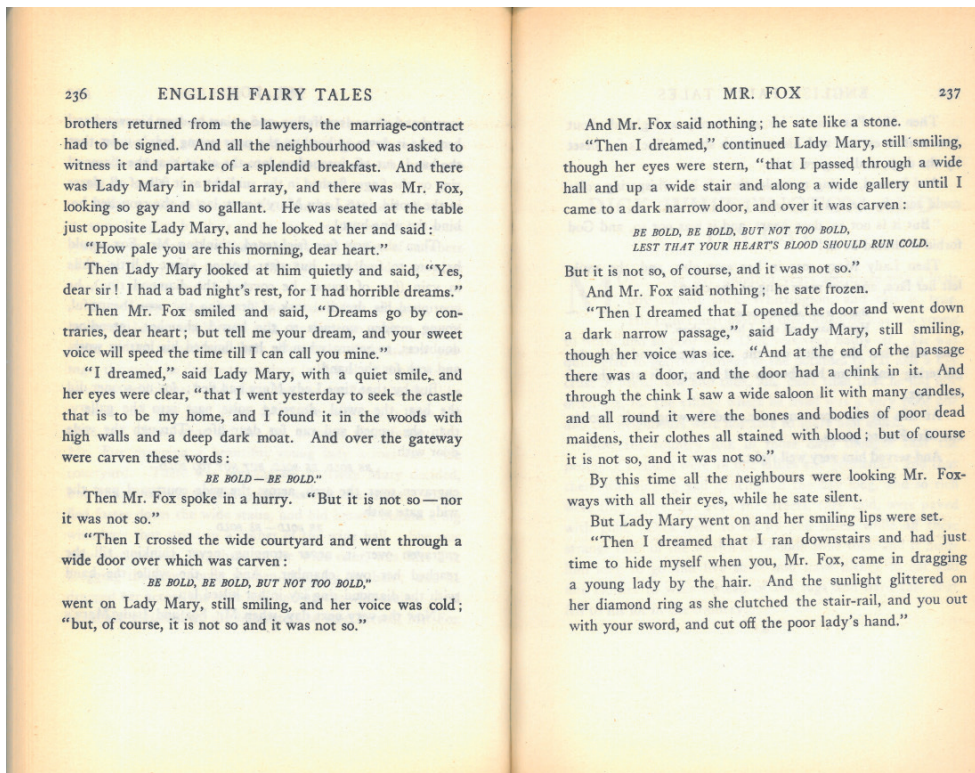 236 ENGLISH FAIRY TALES
brothers returned from the lawyers, the marriage-contract
had to be signed. And all the neighbourhood was asked to
witness it and partake of a splendid breakfast. And there
was Lady Mary in bridal array, and there was Mr. Fox,
looking so gay and so gallant. He was seated at the table
just opposite Lady Mary, and he looked at her and said:
"How pale you are this morning, dear heart."
Then Lady Mary looked at him quietly and said, "Yes,
dear sir! I had a bad night's rest, for I had horrible dreams."
Then Mr. Fox smiled and said, "Dreams go by con-
traries, dear heart; but tell me your dream, and your sweet
voice will speed the time till I can call you mine."
"I dreamed," said Lady Mary, with a quiet smile, and
her eyes were clear, "that I went yesterday to seek the castle
that is to be my home, and I found it in the woods with
high walls and a deep dark moat. And over the gateway
were carven these words:
BE BOLD — BE BOLD."
Then Mr. Fox spoke in a hurry. "But it is not so — nor
it was not so."
"Then I crossed the wide courtyard and went through a
wide door over which was carven:
BE BOLD, BE BOLD, BUT NOT TOO BOLD,"
went on Lady Mary, still smiling, and her voice was cold;
"but, of course, it is not so and it was not so."
MR. FOX 237
And Mr. Fox said nothing; he sate like a stone.
"Then I dreamed," continued Lady Mary, still smiling,
though her eyes were stern, "that I passed through a wide
hall and up a wide stair and along a wide gallery until I
came to a dark narrow door, and over it was carven:
BE BOLD, BE BOLD, BUT NOT TOO BOLD,
LEST THAT YOUR HEART'S BLOOD SHOULD RUN COLD.
But it is not so, of course, and it was not so."
And Mr. Fox said nothing; he sate frozen.
"Then I dreamed that I opened the door and went down
a dark narrow passage," said Lady Mary, still smiling,
though her voice was ice. "And at the end of the passage
there was a door, and the door had a chink in it. And
through the chink I saw a wide saloon lit with many candles,
and all round it were the bones and bodies of poor dead
maidens, their clothes all stained with blood; but of course
it is not so, and it was not so."
By this time all the neighbours were looking Mr. Fox-
ways with all their eyes, while he sate silent.
But Lady Mary went on and her smiling lips were set.
"Then I dreamed that I ran downstairs and had just
time to hide myself when you, Mr. Fox, came in dragging
a young lady by the hair. And the sunlight glittered on
her diamond ring as she clutched the stair-rail, and you out
with your sword, and cut off the poor lady's hand."